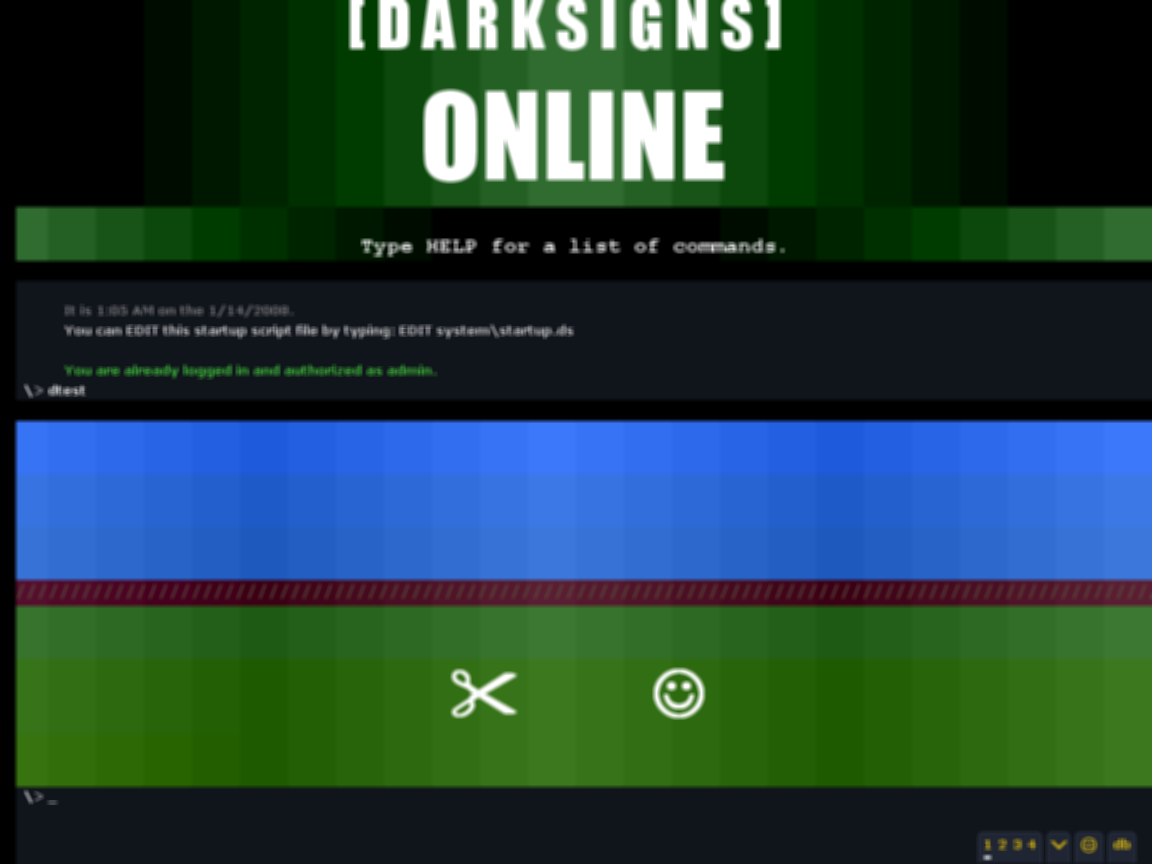 [DARKSIGNS]
ONLINE
Type HELP for a list of commands.
It is 1:05 AM on the 1/14/2008.
You can EDIT this startup script file by typing: EDIT system\startup.ds
You are already logged in and authorized as admin.
\> dtest
\>_
1 2 3 4